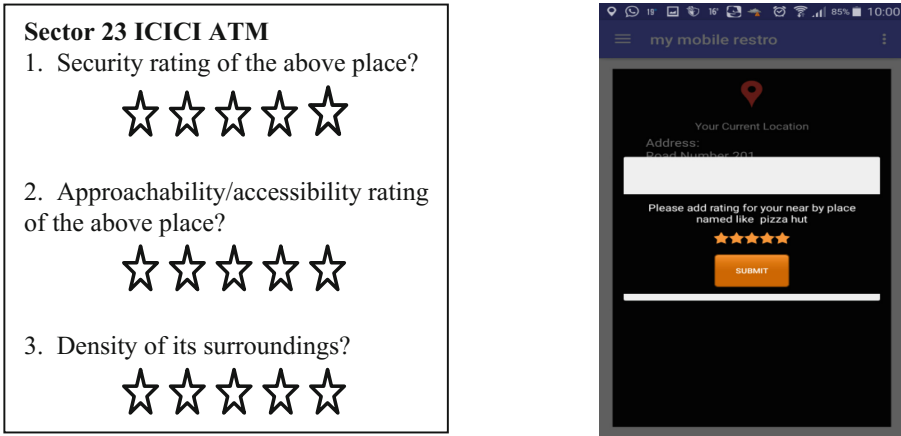 Sector 23 ICICI ATM
1. Security rating of the above place?
2. Approachability/accessibility rating
of the above place?
3. Density of its surroundings?
19° 16° 85% 10:00
my mobile restro
Your Current Location
Address:
Road Number 201
Please add rating for your near by place
named like pizza hut
SUBMIT